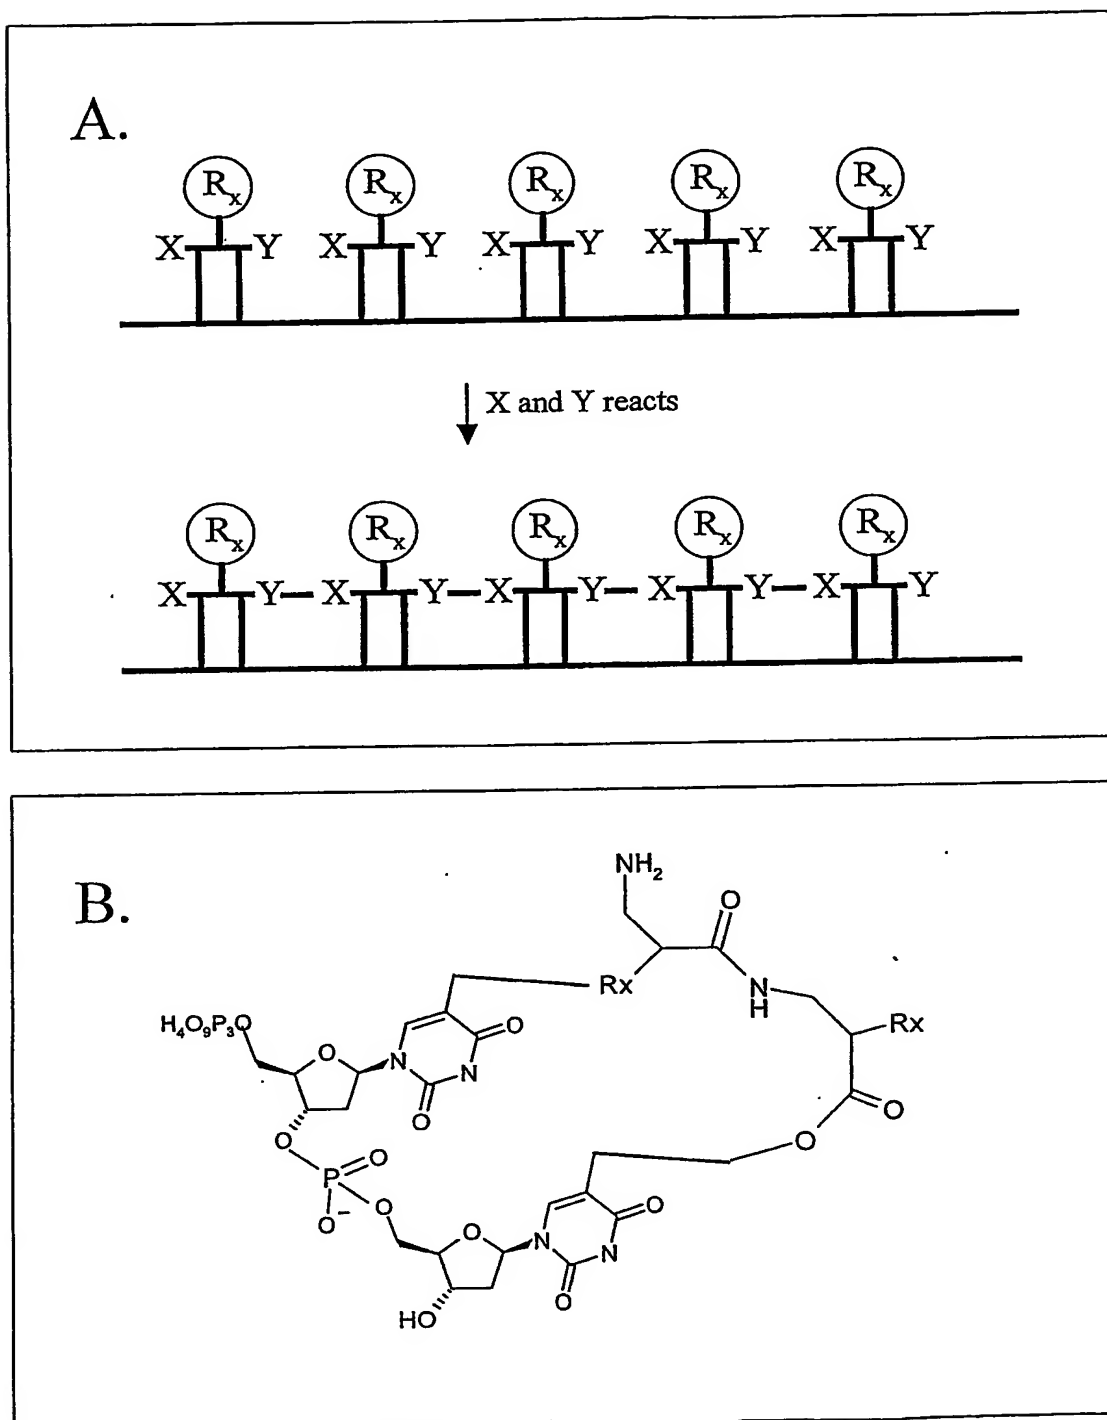 A.
Rx Rx Rx Rx Rx
X Y X Y X Y X Y X Y
X and Y reacts
Rx Rx Rx Rx Rx
X Y X Y X Y X Y X Y
B.
NH2
O
Rx
N
H
Rx
H4O9P3O
O
N
O
N
O
O
O
O
P
O
O
O−
O
O
N
O
N
O
HO